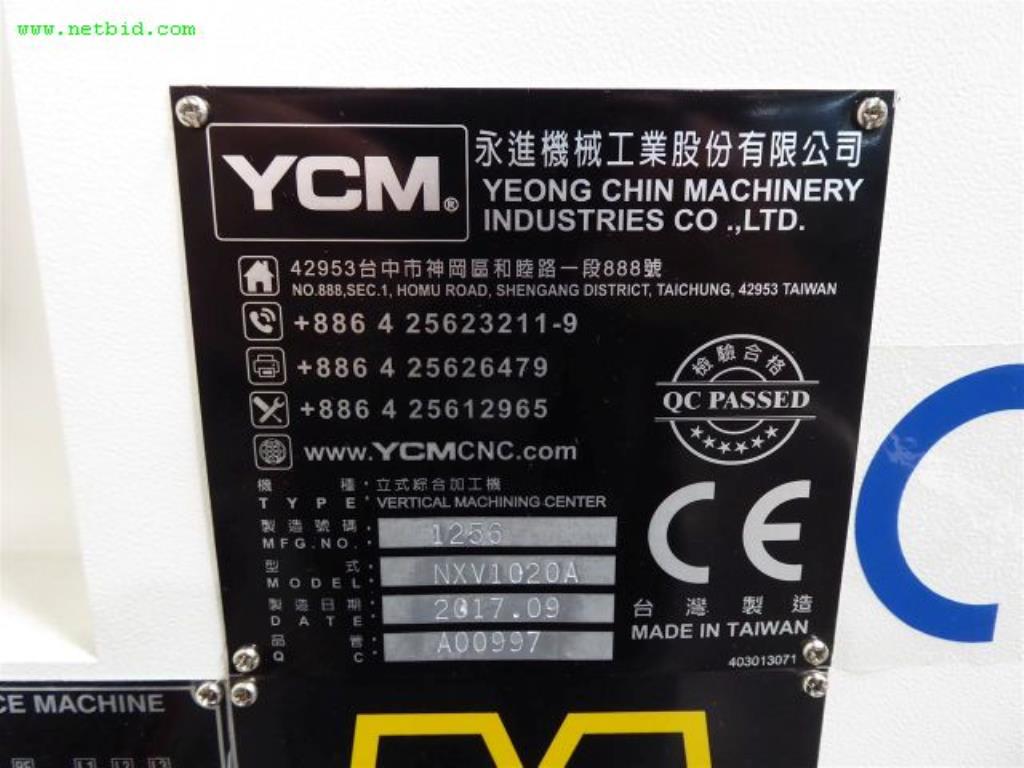 www.netbid.com
YCM®
永進機械工業股份有限公司
YEONG CHIN MACHINERY
INDUSTRIES CO .,LTD.
42953台中市神岡區和睦路一段888號
NO.888,SEC.1, HOMU ROAD, SHENGANG DISTRICT, TAICHUNG, 42953 TAIWAN
+886 4 25623211-9
+886 4 25626479
+886 4 25612965
www.YCMCNC.com
檢驗合格
QC PASSED
機 種：立式綜合加工機
TYPE：VERTICAL MACHINING CENTER
製造號碼：
MFG.NO.： 1256
型 式：
MODEL： NXV1020A
製造日期：
DATE： 2017.09
品 管：
Q C： A00997
CE
台灣製造
MADE IN TAIWAN
403013071
CE MACHINE
L1 L2 L3